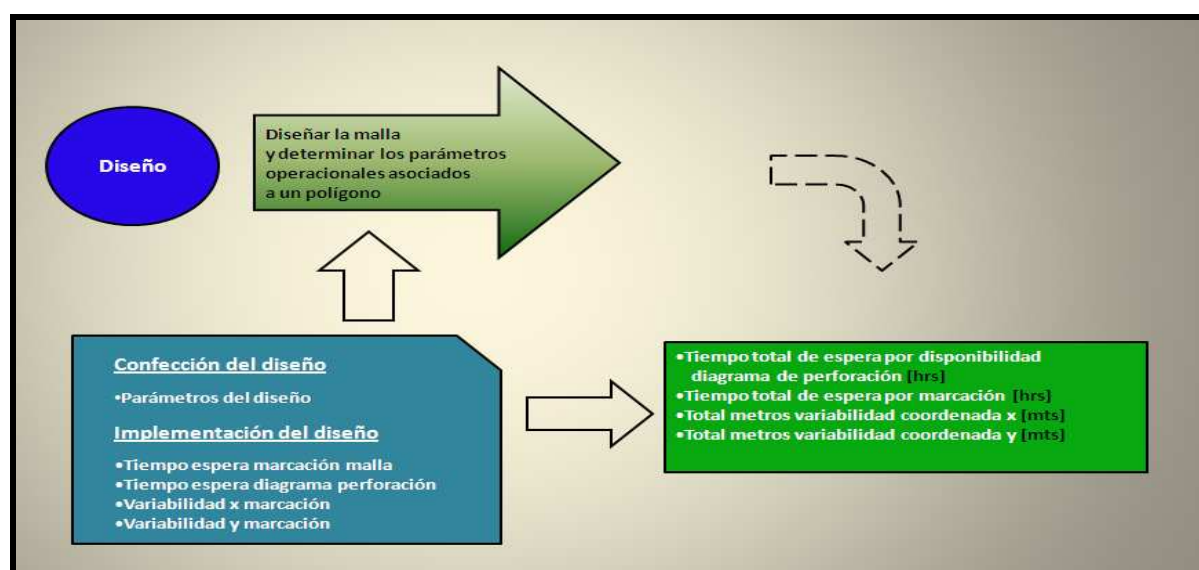 Diseño
Diseñar la malla
y determinar los parámetros
operacionales asociados
a un polígono
Confección del diseño
•Parámetros del diseño
Implementación del diseño
•Tiempo espera marcación malla
•Tiempo espera diagrama perforación
•Variabilidad x marcación
•Variabilidad y marcación
•Tiempo total de espera por disponibilidad
diagrama de perforación [hrs]
•Tiempo total de espera por marcación [hrs]
•Total metros variabilidad coordenada x [mts]
•Total metros variabilidad coordenada y [mts]